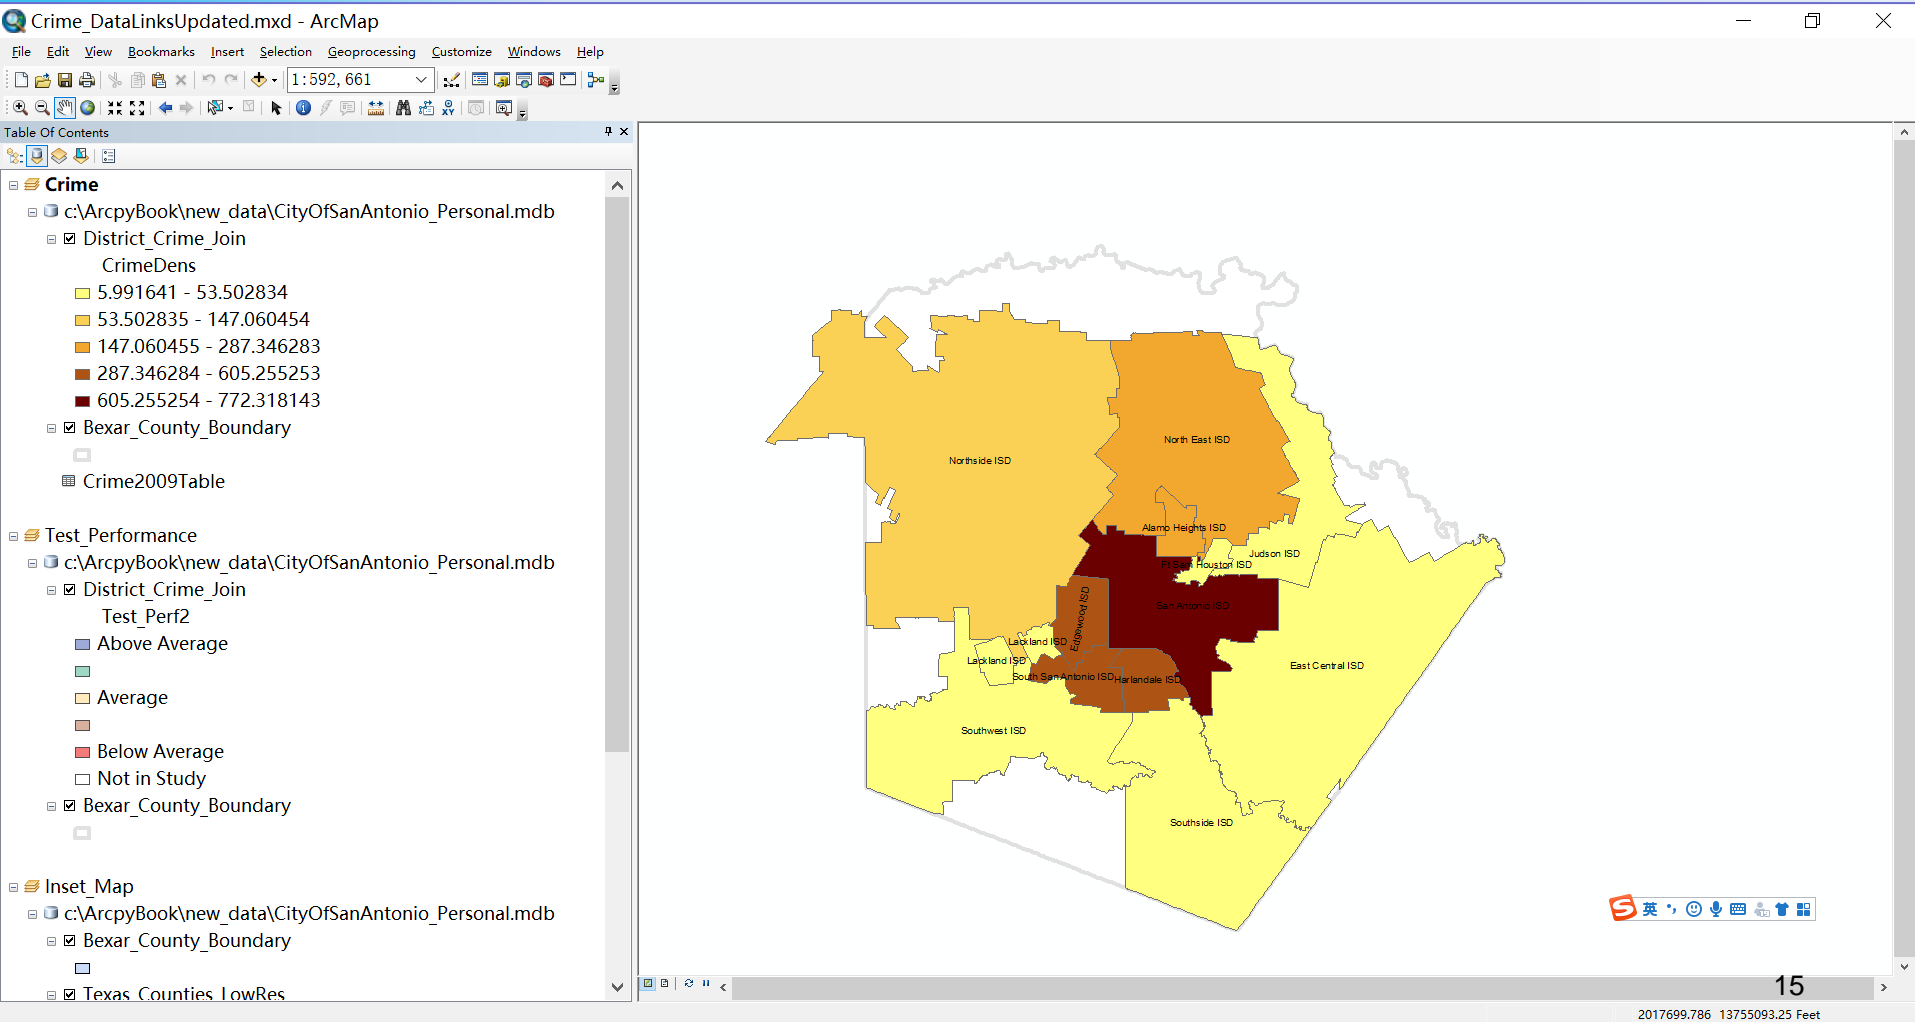 Crime_DataLinksUpdated.mxd - ArcMap
File Edit View Bookmarks Insert Selection Geoprocessing Customize Windows Help
1:592,661
Table Of Contents
Crime
c:\ArcpyBook\new_data\CityOfSanAntonio_Personal.mdb
District_Crime_Join
CrimeDens
5.991641 - 53.502834
53.502835 - 147.060454
147.060455 - 287.346283
287.346284 - 605.255253
605.255254 - 772.318143
Bexar_County_Boundary
Crime2009Table
Test_Performance
c:\ArcpyBook\new_data\CityOfSanAntonio_Personal.mdb
District_Crime_Join
Test_Perf2
Above Average
Average
Below Average
Not in Study
Bexar_County_Boundary
Inset_Map
c:\ArcpyBook\new_data\CityOfSanAntonio_Personal.mdb
Bexar_County_Boundary
Texas_Counties_LowRes
North East ISD
Northside ISD
Alamo Heights ISD
Judson ISD
Ft Sam Houston ISD
San Antonio ISD
Edgewood ISD
Lackland ISD
Lackland ISD
East Central ISD
South San Antonio ISD
Harlandale ISD
Southwest ISD
Southside ISD
英
15
2017699.786 13755093.25 Feet